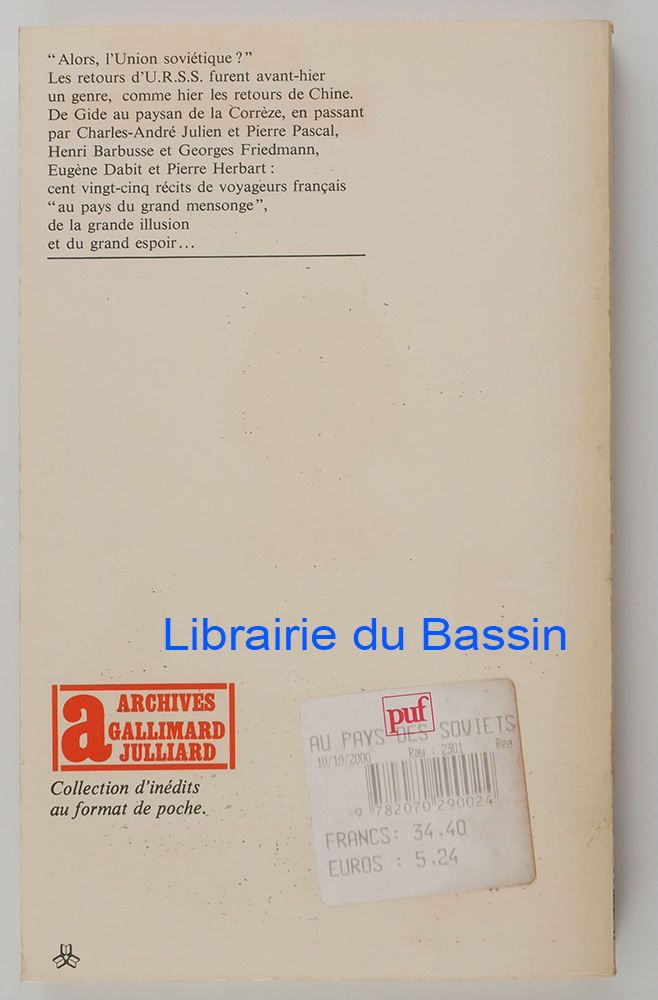 “Alors, l'Union soviétique ?”
Les retours d'U.R.S.S. furent avant-hier
un genre, comme hier les retours de Chine.
De Gide au paysan de la Corrèze, en passant
par Charles-André Julien et Pierre Pascal,
Henri Barbusse et Georges Friedmann,
Eugène Dabit et Pierre Herbart :
cent vingt-cinq récits de voyageurs français
“au pays du grand mensonge”,
de la grande illusion
et du grand espoir...
Librairie du Bassin
a
ARCHIVES
GALLIMARD
JULLIARD
Collection d'inédits
au format de poche.
puf
AU PAYS DES SOVIETS
10/10/2000 Ray : 2301 Rea
9 782070 290024
FRANCS: 34.40
EUROS : 5.24